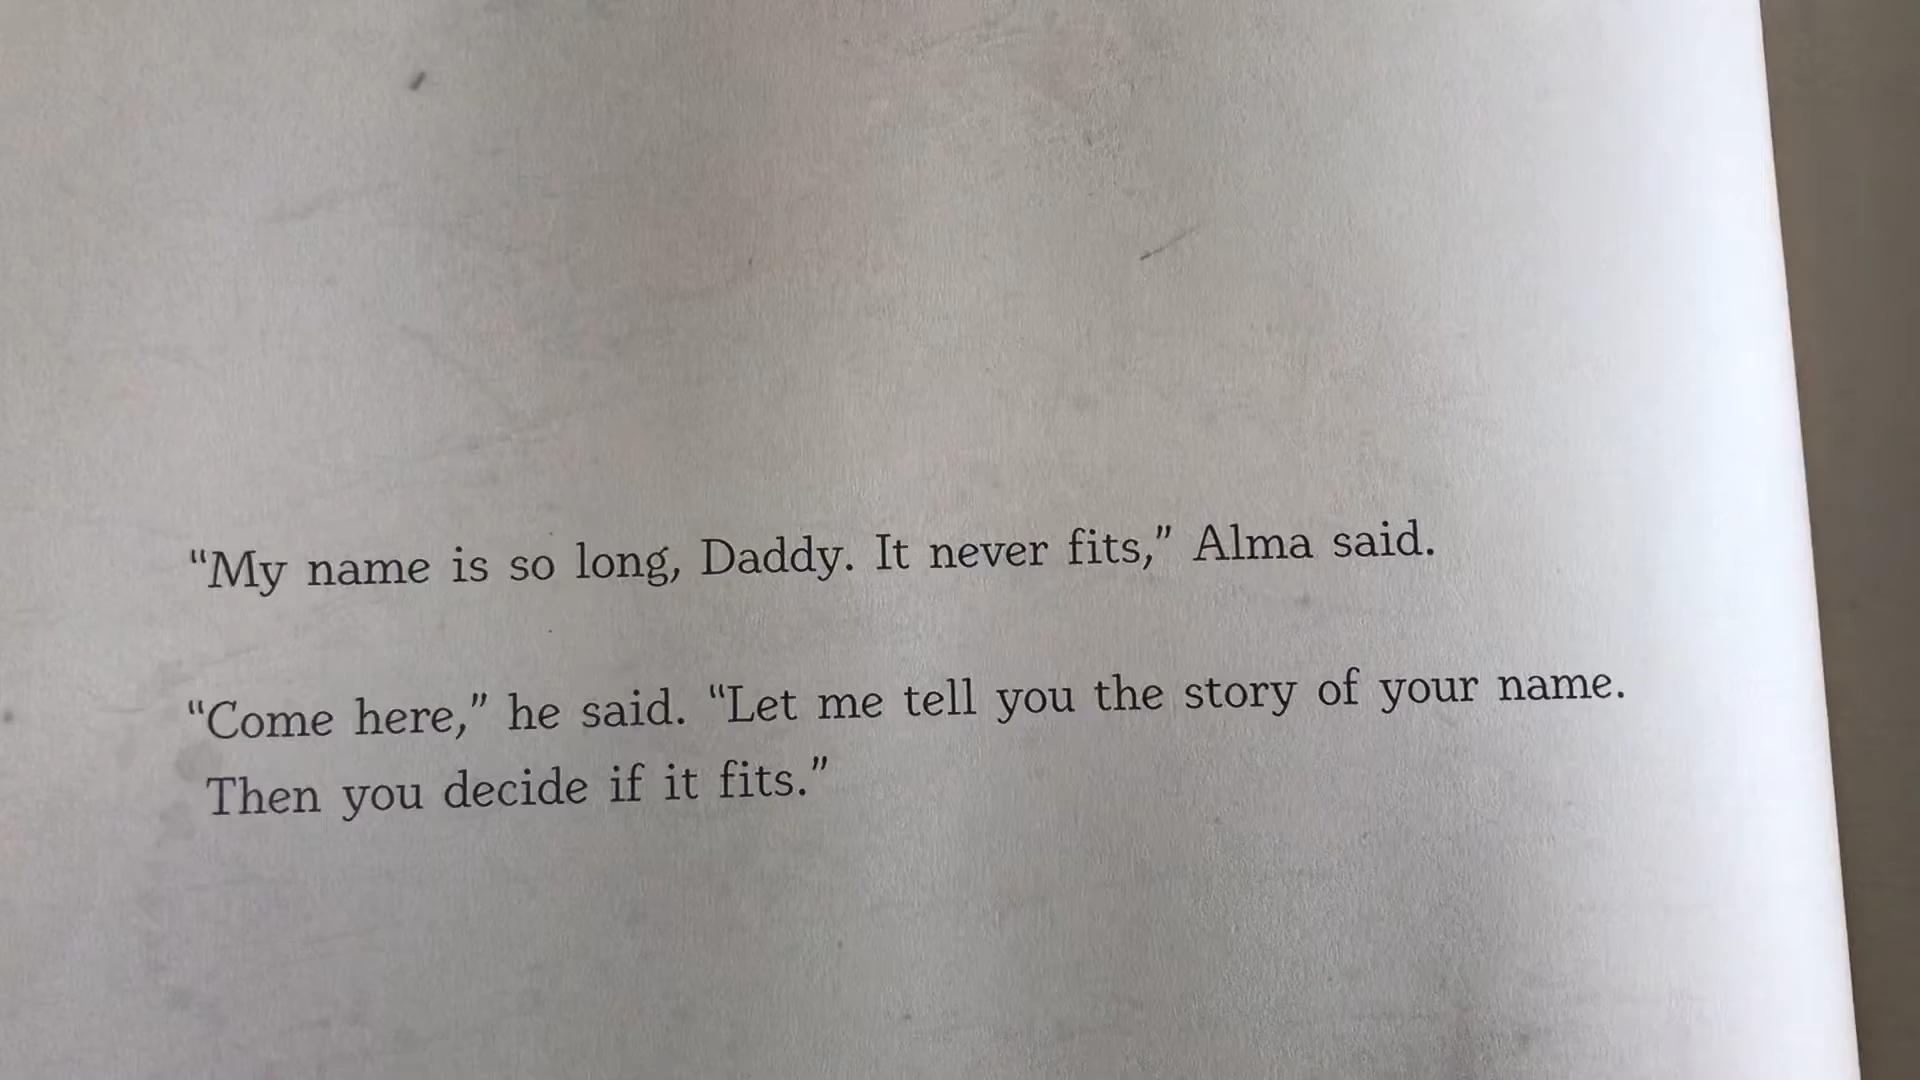 “My name is so long, Daddy. It never fits,” Alma said.
“Come here,” he said. “Let me tell you the story of your name.
Then you decide if it fits.”